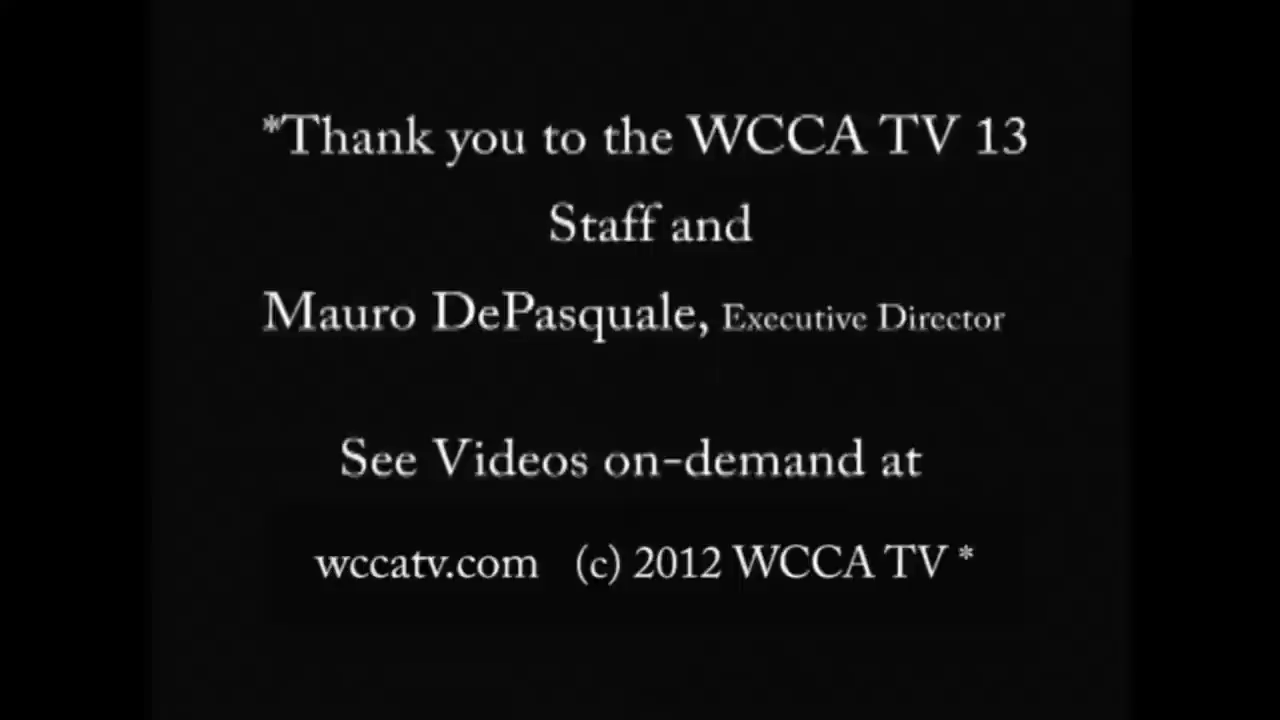 *Thank you to the WCCA TV 13
Staff and
Mauro DePasquale, Executive Director
See Videos on-demand at
wccatv.com (c) 2012 WCCA TV *